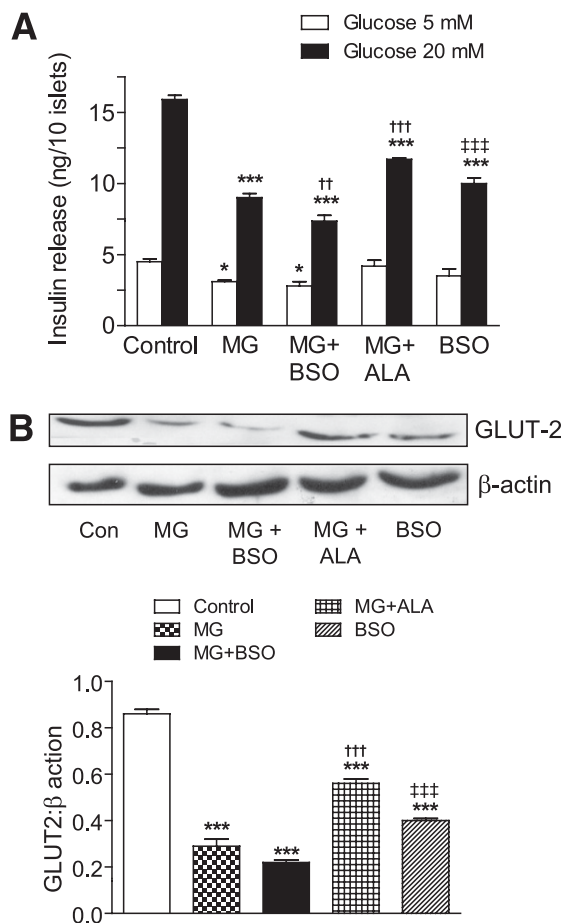 A
Glucose 5 mM
Glucose 20 mM
Insulin release (ng/10 islets)
15
10
5
0
*
***
*
††
***
†††
***
‡‡‡
***
Control
MG
MG+
BSO
MG+
ALA
BSO
B
GLUT-2
β-actin
Con
MG
MG +
BSO
MG +
ALA
BSO
Control
MG
MG+BSO
MG+ALA
BSO
GLUT2:β action
1.0
0.8
0.6
0.4
0.2
0.0
***
***
†††
***
‡‡‡
***